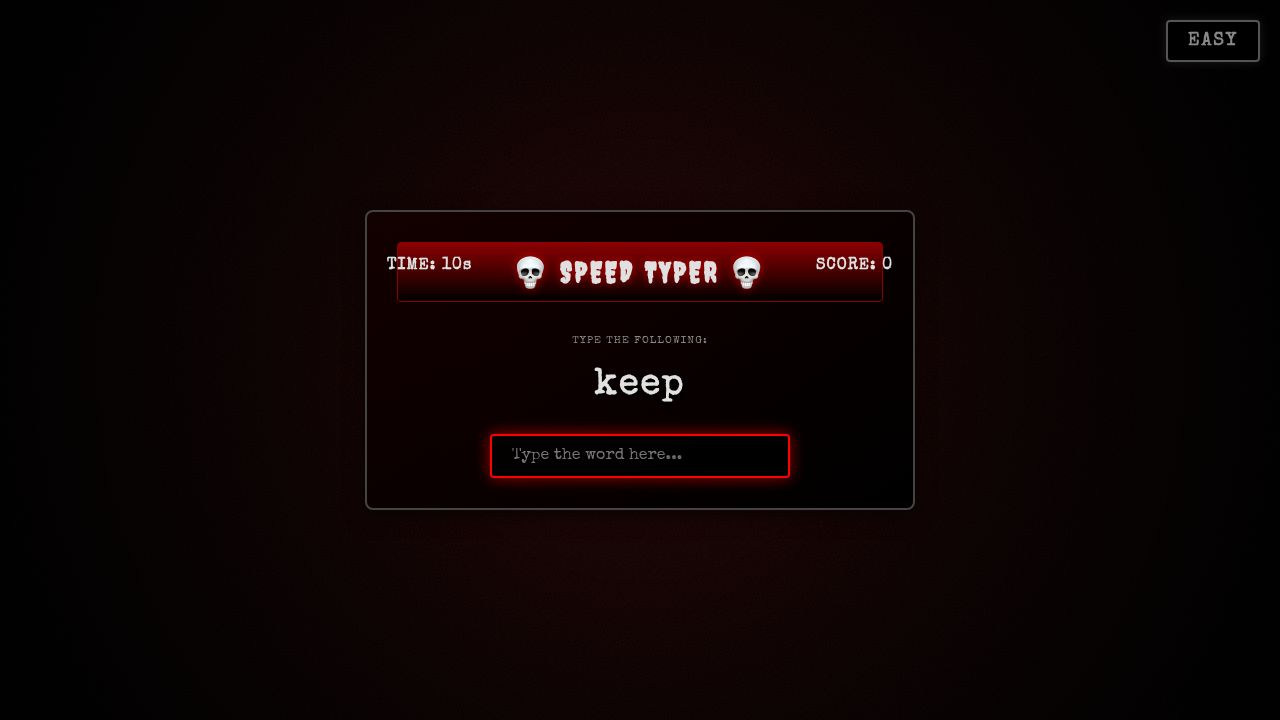 EASY
TIME: 10s
💀 SPEED TYPER 💀
SCORE: 0
TYPE THE FOLLOWING:
keep
Type the word here...